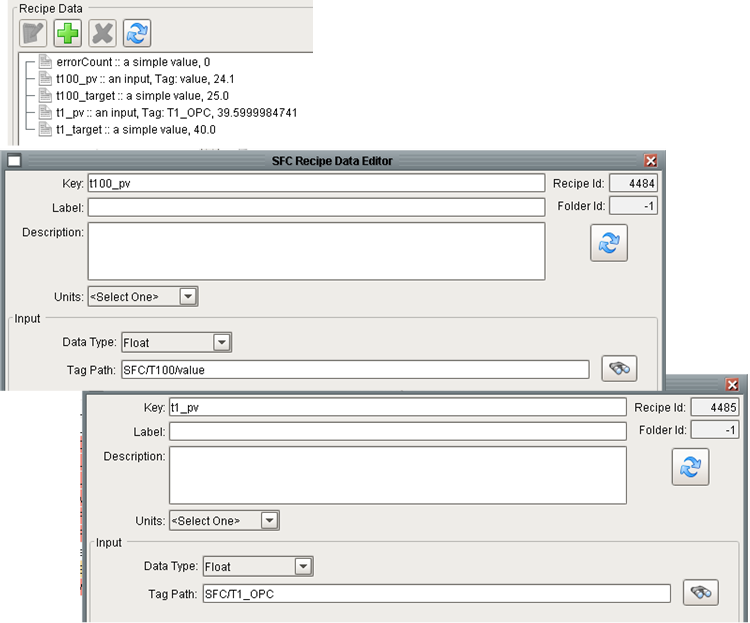 Recipe Data
errorCount :: a simple value, 0
t100_pv :: an input, Tag: value, 24.1
t100_target :: a simple value, 25.0
t1_pv :: an input, Tag: T1_OPC, 39.5999984741
t1_target :: a simple value, 40.0
SFC Recipe Data Editor
Key: t100_pv Recipe Id: 4484
Label: Folder Id: -1
Description:
Units: <Select One>
Input
Data Type: Float
Tag Path: SFC/T100/value
Key: t1_pv Recipe Id: 4485
Label: Folder Id: -1
Description:
Units: <Select One>
Input
Data Type: Float
Tag Path: SFC/T1_OPC